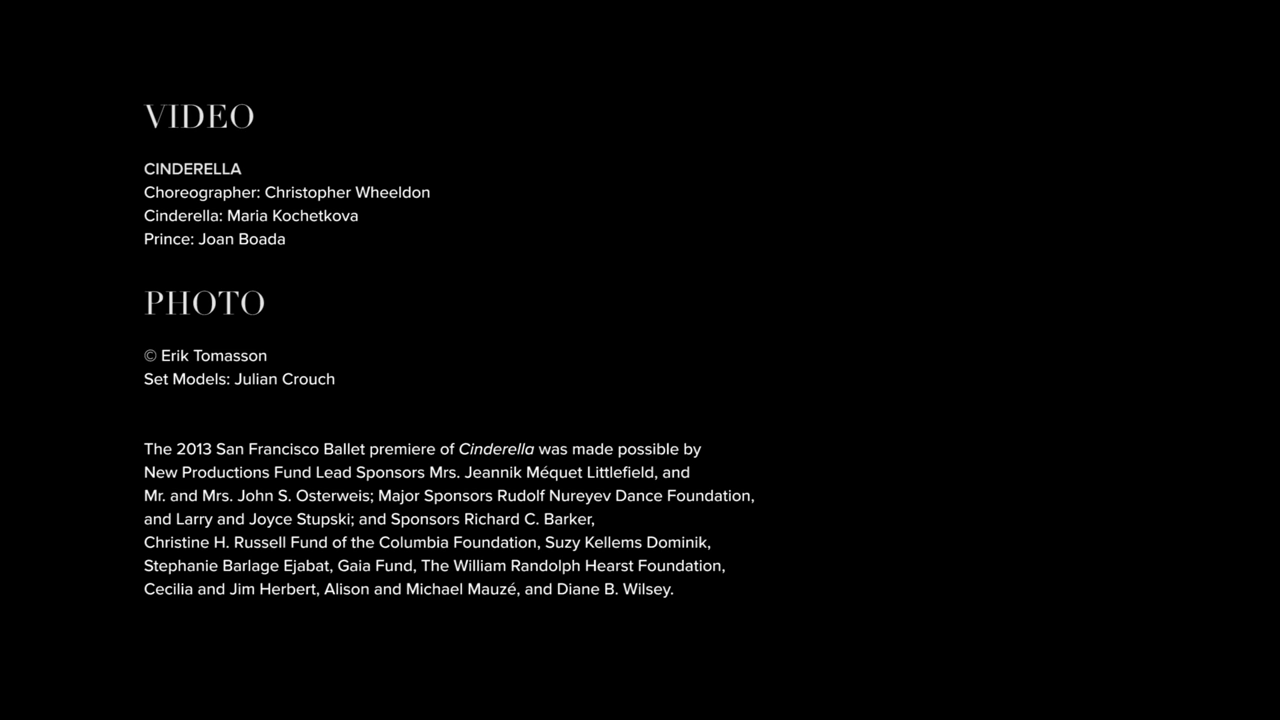 VIDEO
CINDERELLA
Choreographer: Christopher Wheeldon
Cinderella: Maria Kochetkova
Prince: Joan Boada
PHOTO
© Erik Tomasson
Set Models: Julian Crouch
The 2013 San Francisco Ballet premiere of Cinderella was made possible by
New Productions Fund Lead Sponsors Mrs. Jeannik Méquet Littlefield, and
Mr. and Mrs. John S. Osterweis; Major Sponsors Rudolf Nureyev Dance Foundation,
and Larry and Joyce Stupski; and Sponsors Richard C. Barker,
Christine H. Russell Fund of the Columbia Foundation, Suzy Kellems Dominik,
Stephanie Barlage Ejabat, Gaia Fund, The William Randolph Hearst Foundation,
Cecilia and Jim Herbert, Alison and Michael Mauzé, and Diane B. Wilsey.